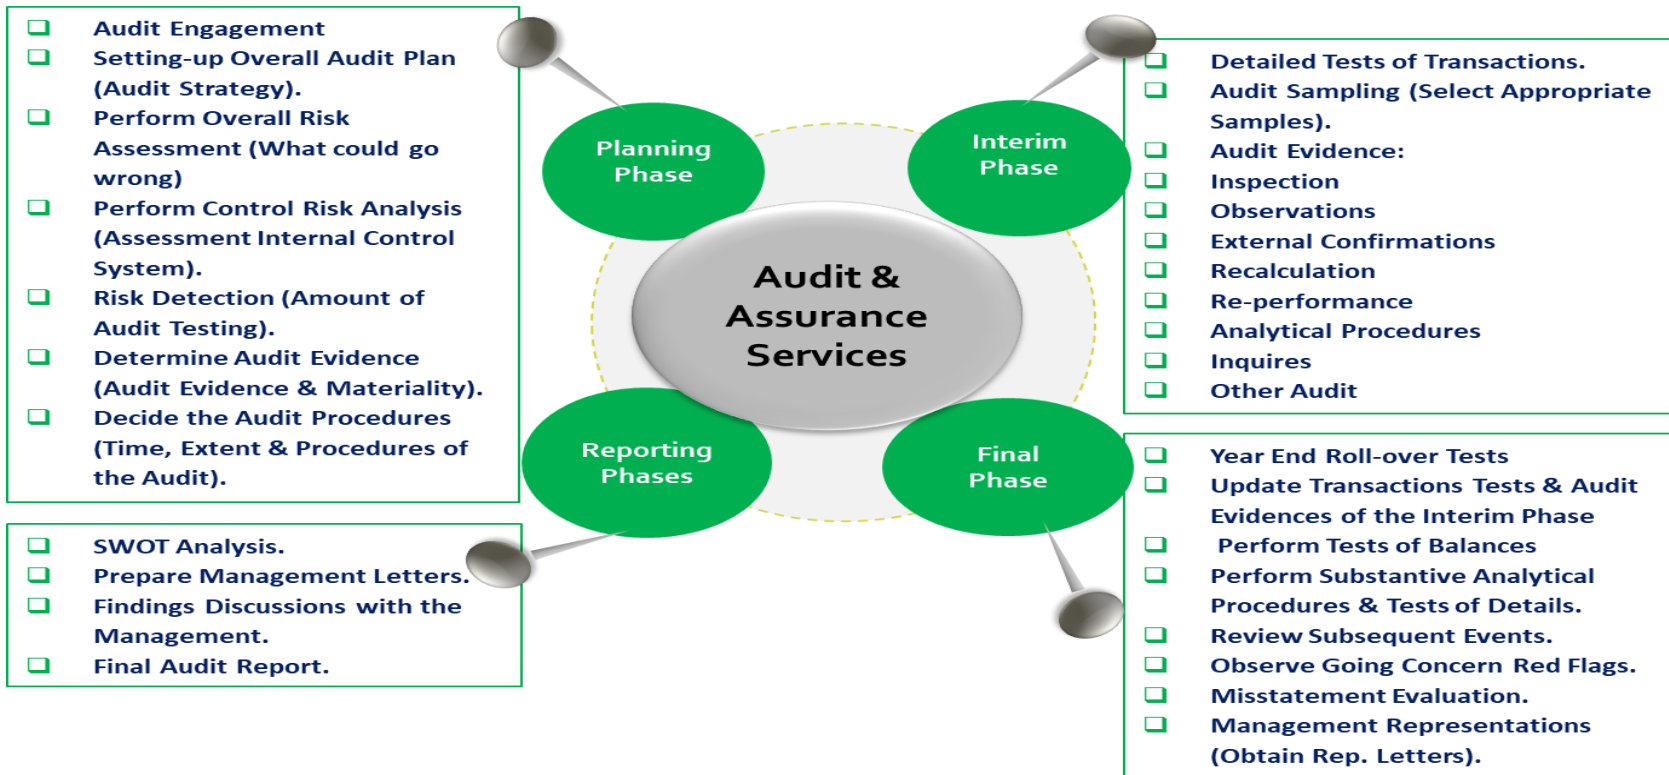 Audit Engagement
Setting-up Overall Audit Plan
(Audit Strategy).
Perform Overall Risk
Assessment (What could go
wrong)
Perform Control Risk Analysis
(Assessment Internal Control
System).
Risk Detection (Amount of
Audit Testing).
Determine Audit Evidence
(Audit Evidence & Materiality).
Decide the Audit Procedures
(Time, Extent & Procedures of
the Audit).
Planning
Phase
Interim
Phase
Detailed Tests of Transactions.
Audit Sampling (Select Appropriate
Samples).
Audit Evidence:
Inspection
Observations
External Confirmations
Recalculation
Re-performance
Analytical Procedures
Inquires
Other Audit
Audit &
Assurance
Services
Reporting
Phases
Final
Phase
SWOT Analysis.
Prepare Management Letters.
Findings Discussions with the
Management.
Final Audit Report.
Year End Roll-over Tests
Update Transactions Tests & Audit
Evidences of the Interim Phase
Perform Tests of Balances
Perform Substantive Analytical
Procedures & Tests of Details.
Review Subsequent Events.
Observe Going Concern Red Flags.
Misstatement Evaluation.
Management Representations
(Obtain Rep. Letters).